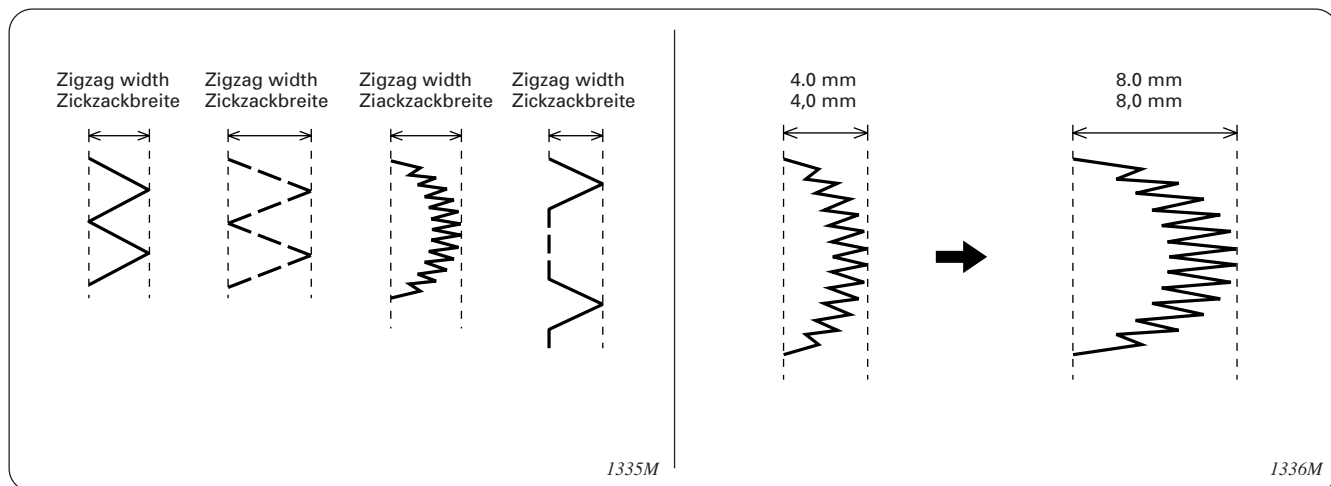 Zigzag width
Zickzackbreite
Zigzag width
Zickzackbreite
Zigzag width
Ziackzackbreite
Zigzag width
Zickzackbreite
1335M
4.0 mm
4,0 mm
8.0 mm
8,0 mm
1336M